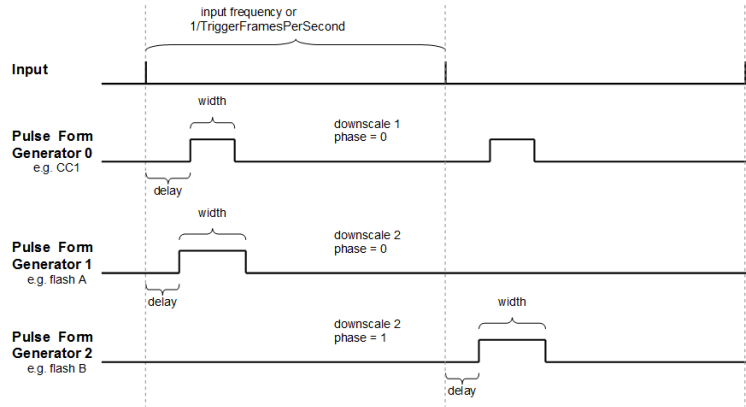 input frequency or
1/TriggerFramesPerSecond
Input
width
downscale 1
phase = 0
Pulse Form
Generator 0
e.g. CC1
delay
width
downscale 2
phase = 0
Pulse Form
Generator 1
e.g. flash A
delay
width
downscale 2
phase = 1
Pulse Form
Generator 2
e.g. flash B
delay